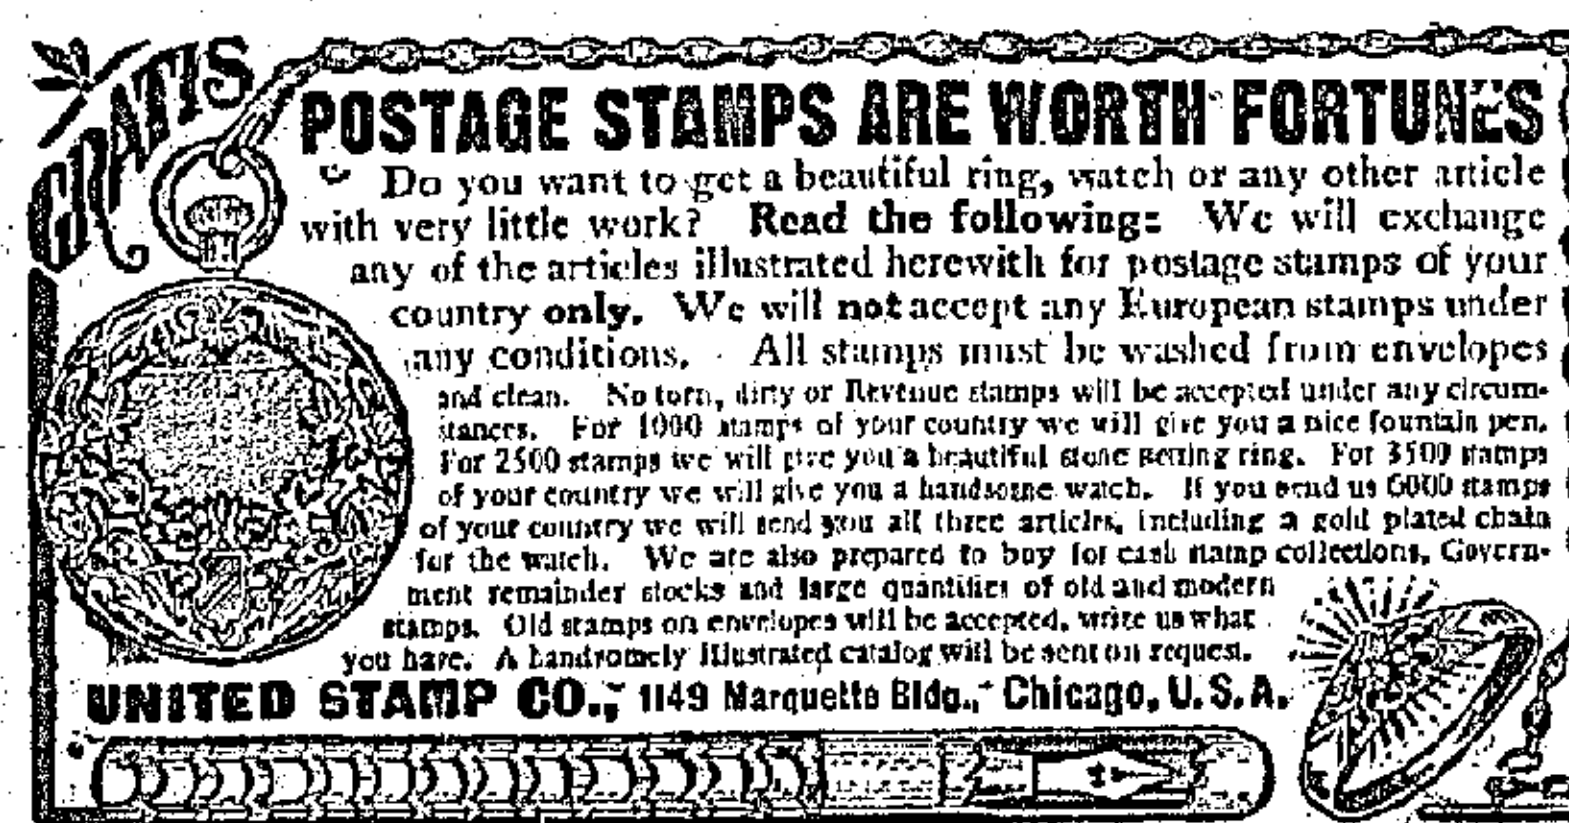 GRATIS
POSTAGE STAMPS ARE WORTH FORTUNES
Do you want to get a beautiful ring, watch or any other article
with very little work? Read the following: We will exchange
any of the articles illustrated herewith for postage stamps of your
country only. We will not accept any European stamps under
any conditions. All stamps must be washed from envelopes
and clean. No torn, dirty or Revenue stamps will be accepted under any circum-
stances. For 1000 stamps of your country we will give you a nice fountain pen.
For 2500 stamps we will give you a beautiful stone setting ring. For 3500 stamps
of your country we will give you a handsome watch. If you send us 6000 stamps
of your country we will send you all three articles, including a gold plated chain
for the watch. We are also prepared to buy for cash stamp collections, Govern-
ment remainder stocks and large quantities of old and modern
stamps. Old stamps on envelopes will be accepted, write us what
you have. A handsomely illustrated catalog will be sent on request.
UNITED STAMP CO., 1149 Marquette Bldg., Chicago, U.S.A.